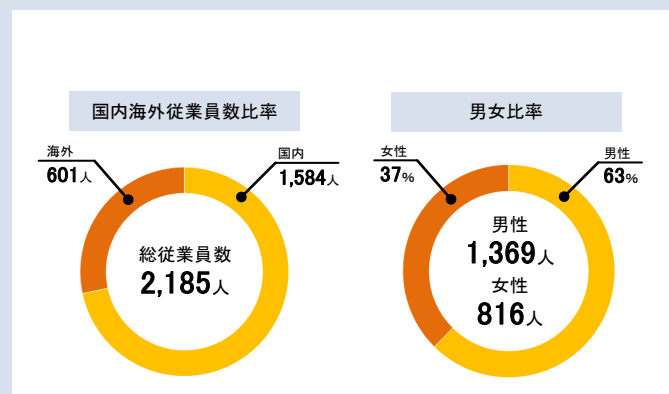 国内海外従業員数比率
海外
601人
国内
1,584人
総従業員数
2,185人
男女比率
女性
37%
男性
63%
男性
1,369人
女性
816人